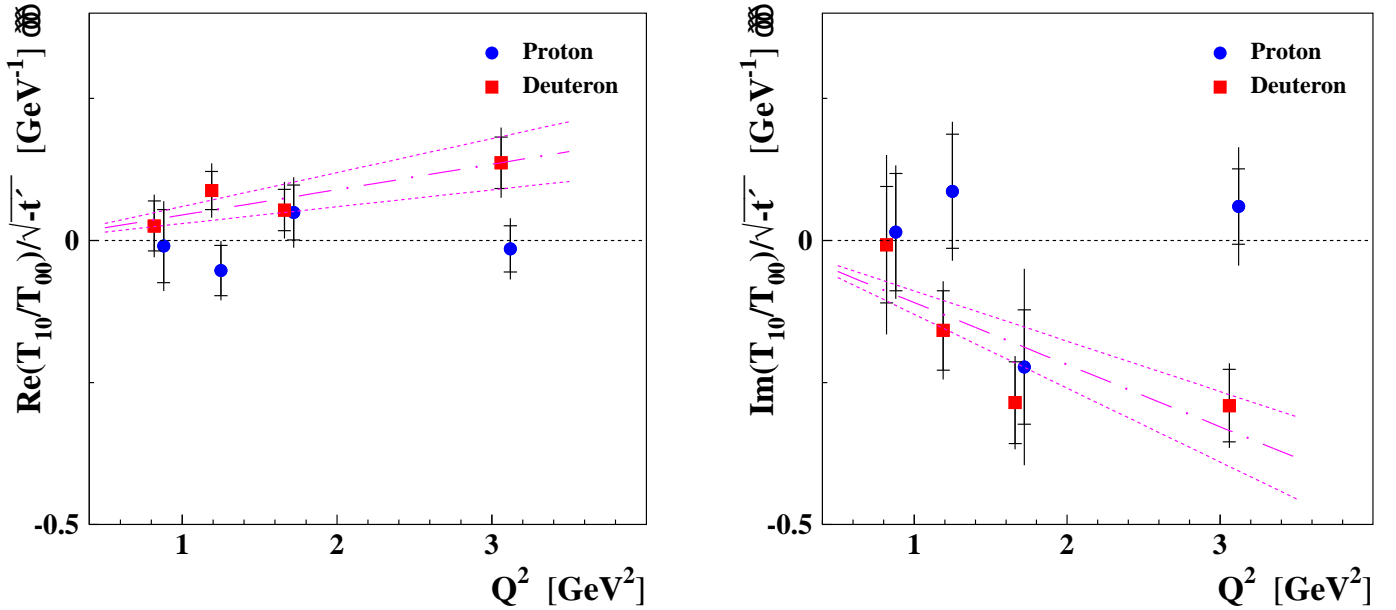 Re(T₁₀/T₀₀)/√-t′ [GeV⁻¹]
Proton
Deuteron
0
-0.5
1 2 3
Q² [GeV²]
Im(T₁₀/T₀₀)/√-t′ [GeV⁻¹]
Proton
Deuteron
0
-0.5
1 2 3
Q² [GeV²]